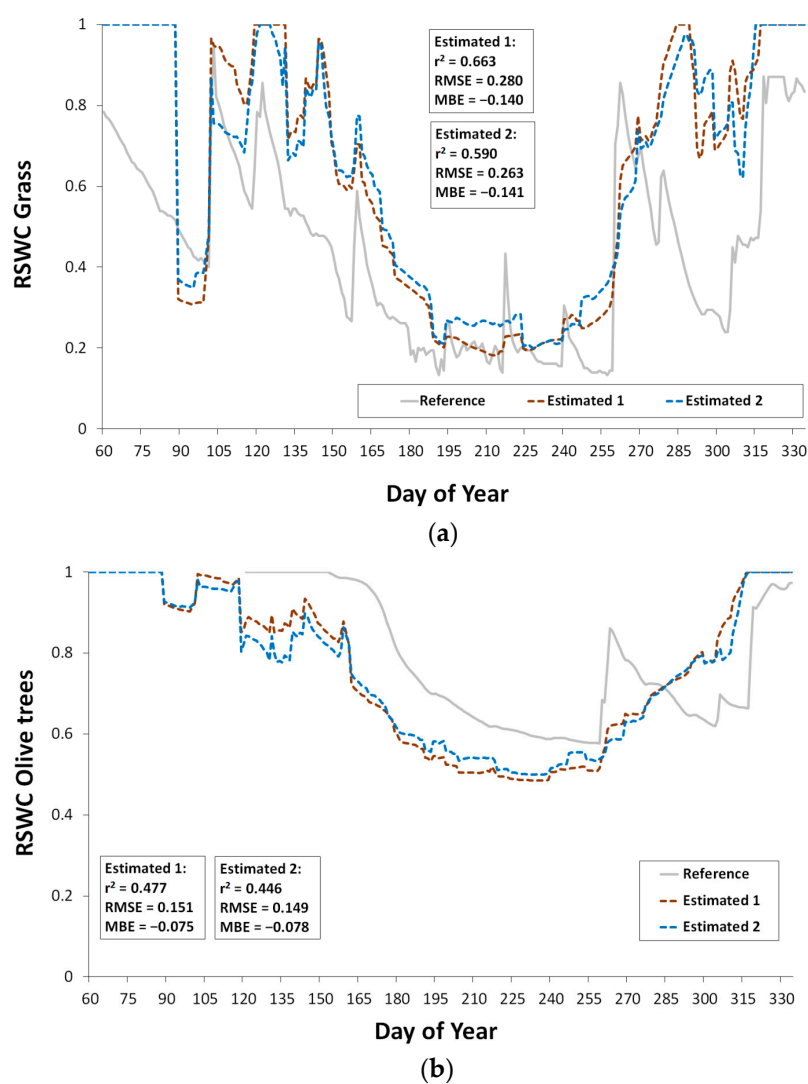 1
0.8
0.6
0.4
0.2
0
RSWC Grass
Estimated 1:
r² = 0.663
RMSE = 0.280
MBE = −0.140
Estimated 2:
r² = 0.590
RMSE = 0.263
MBE = −0.141
Reference Estimated 1 Estimated 2
60 75 90 105 120 135 150 165 180 195 210 225 240 255 270 285 300 315 330
Day of Year
(a)
1
0.8
0.6
0.4
0.2
0
RSWC Olive trees
Estimated 1:
r² = 0.477
RMSE = 0.151
MBE = −0.075
Estimated 2:
r² = 0.446
RMSE = 0.149
MBE = −0.078
Reference
Estimated 1
Estimated 2
60 75 90 105 120 135 150 165 180 195 210 225 240 255 270 285 300 315 330
Day of Year
(b)